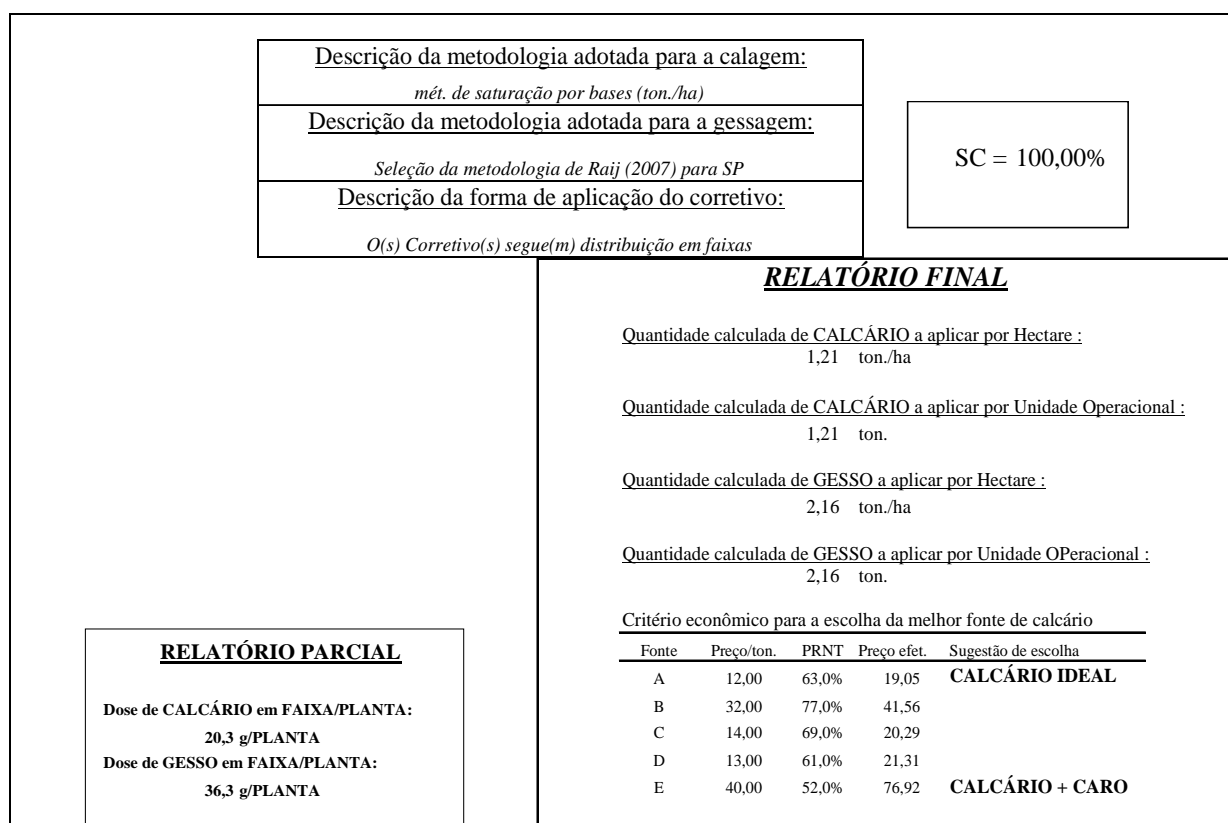 Descrição da metodologia adotada para a calagem:
mét. de saturação por bases (ton./ha)
Descrição da metodologia adotada para a gessagem:
Seleção da metodologia de Raij (2007) para SP
Descrição da forma de aplicação do corretivo:
O(s) Corretivo(s) segue(m) distribuição em faixas
SC = 100,00%
RELATÓRIO FINAL
Quantidade calculada de CALCÁRIO a aplicar por Hectare :
1,21 ton./ha
Quantidade calculada de CALCÁRIO a aplicar por Unidade Operacional :
1,21 ton.
Quantidade calculada de GESSO a aplicar por Hectare :
2,16 ton./ha
Quantidade calculada de GESSO a aplicar por Unidade OPeracional :
2,16 ton.
Critério econômico para a escolha da melhor fonte de calcário
Fonte Preço/ton. PRNT Preço efet. Sugestão de escolha
A 12,00 63,0% 19,05 CALCÁRIO IDEAL
B 32,00 77,0% 41,56
C 14,00 69,0% 20,29
D 13,00 61,0% 21,31
E 40,00 52,0% 76,92 CALCÁRIO + CARO
RELATÓRIO PARCIAL
Dose de CALCÁRIO em FAIXA/PLANTA:
20,3 g/PLANTA
Dose de GESSO em FAIXA/PLANTA:
36,3 g/PLANTA